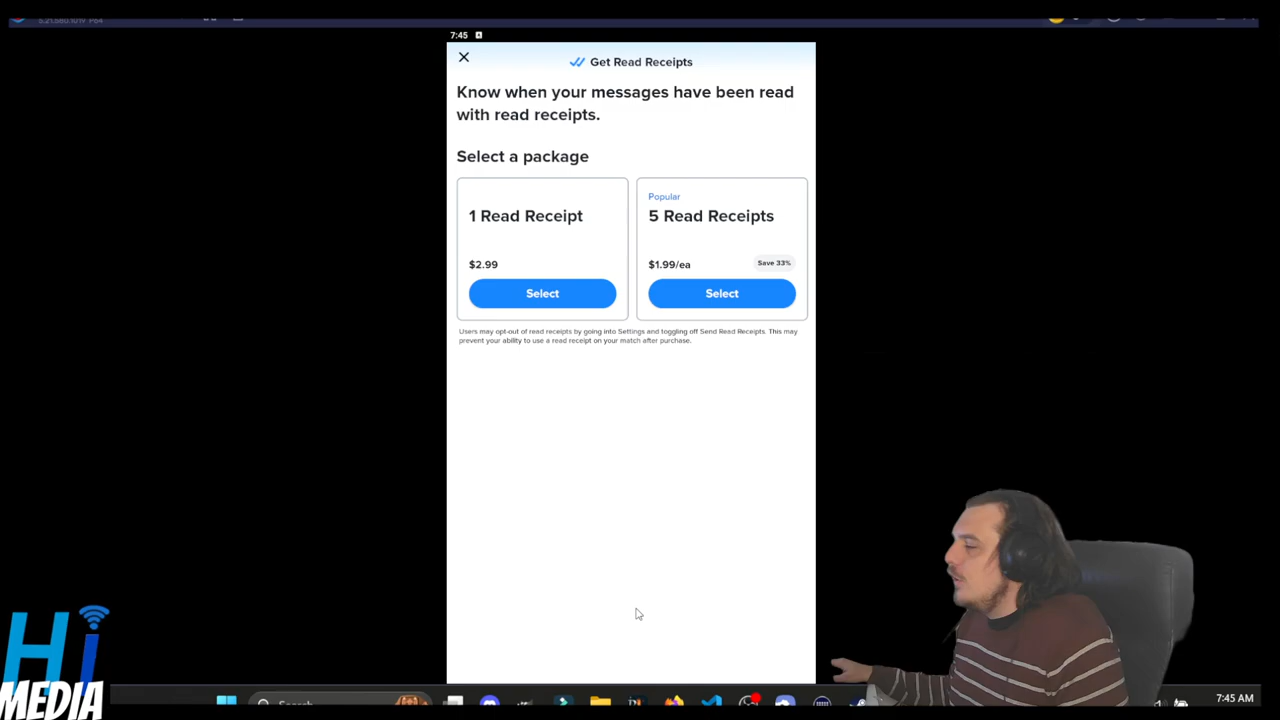 7:45
Get Read Receipts
Know when your messages have been read
with read receipts.
Select a package
1 Read Receipt
$2.99
Select
Popular
5 Read Receipts
$1.99/ea
Save 33%
Select
Users may opt-out of read receipts by going into Settings and toggling off Send Read Receipts. This may
prevent your ability to use a read receipt on your match after purchase.
Hi
MEDIA
Search
7:45 AM